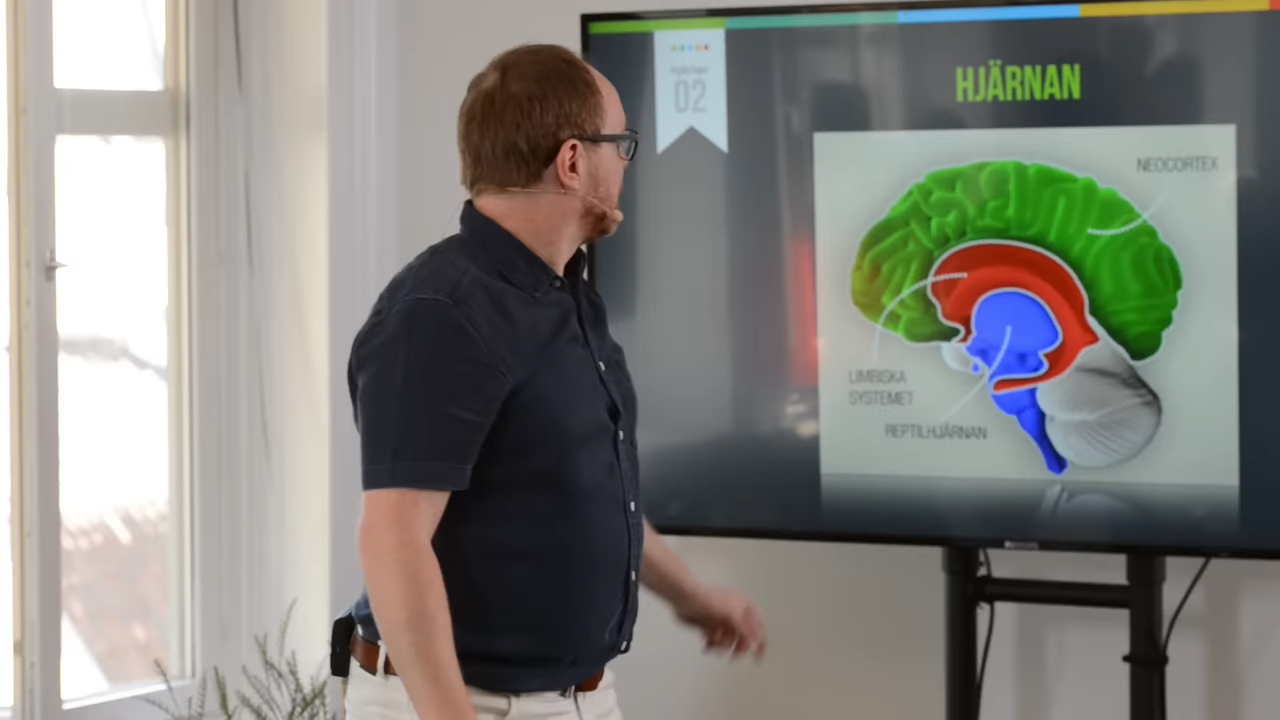 02
HJÄRNAN
NEOCORTEX
LIMBISKA
SYSTEMET
REPTILHJÄRNAN